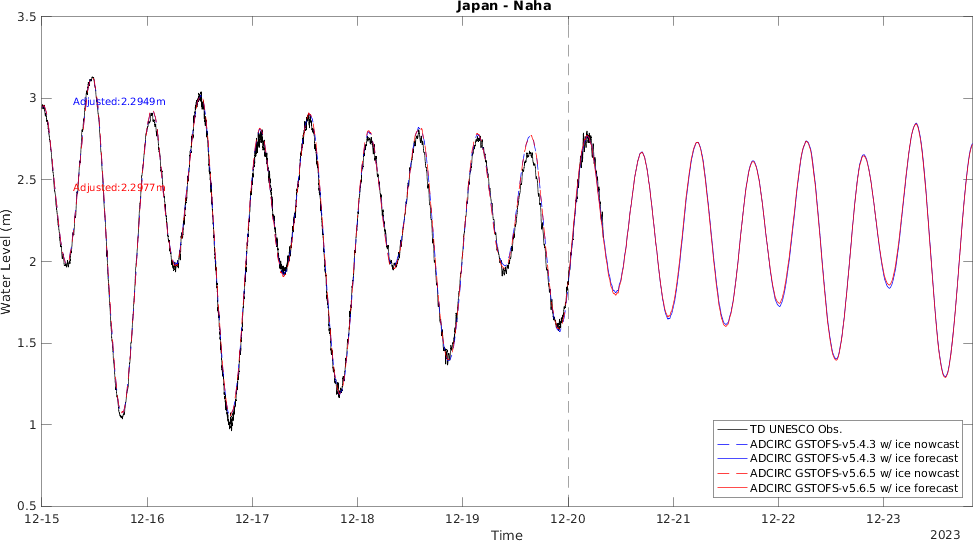 Japan - Naha
3.5
3
2.5
2
1.5
1
0.5
Water Level (m)
Adjusted:2.2949m
Adjusted:2.2977m
TD UNESCO Obs.
ADCIRC GSTOFS-v5.4.3 w/ ice nowcast
ADCIRC GSTOFS-v5.4.3 w/ ice forecast
ADCIRC GSTOFS-v5.6.5 w/ ice nowcast
ADCIRC GSTOFS-v5.6.5 w/ ice forecast
12-15 12-16 12-17 12-18 12-19 12-20 12-21 12-22 12-23
Time
2023